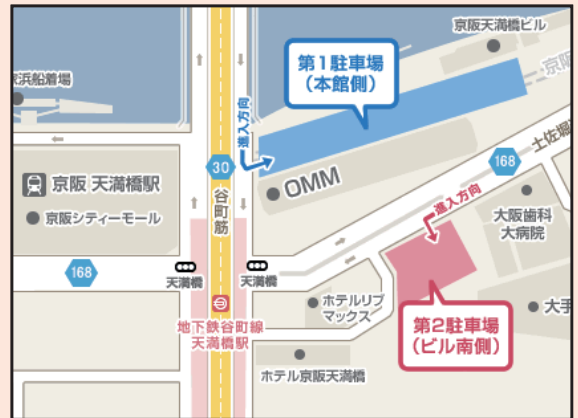 京阪天満橋ビル
第1駐車場
（本館側）
京阪
浜船着場
進入方向
30
谷町筋
OMM
土佐堀
168
京阪 天満橋駅
京阪シティーモール
進入方向
大阪歯科
大病院
168
天満橋
天満橋
ホテルリブ
マックス
地下鉄谷町線
天満橋駅
第2駐車場
（ビル南側）
大手
ホテル京阪天満橋